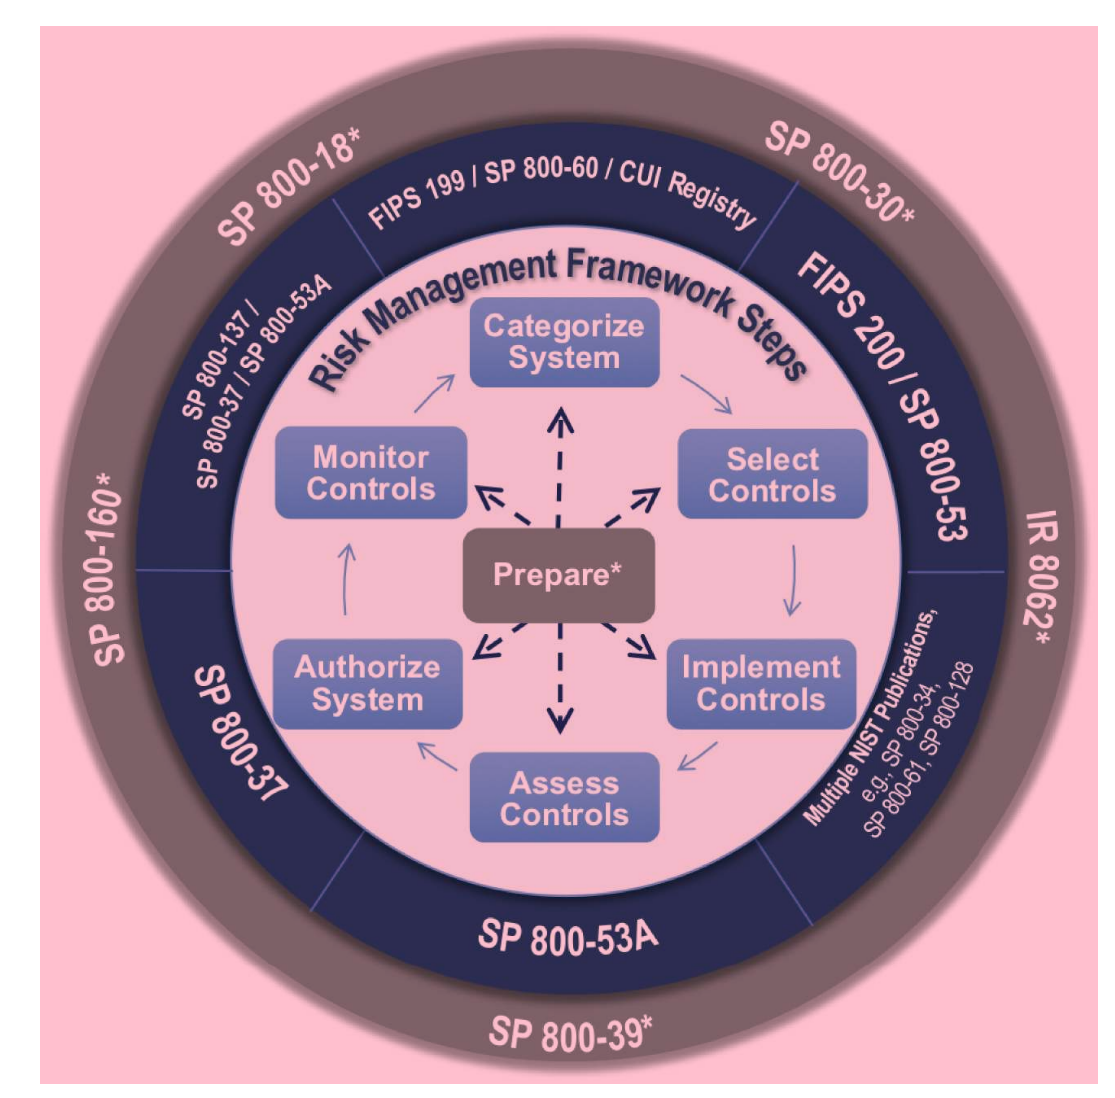 SP 800-18*
SP 800-30*
FIPS 199 / SP 800-60 / CUI Registry
FIPS 200 / SP 800-53
SP 800-137 /
SP 800-37 / SP 800-53A
Risk Management Framework Steps
Categorize
System
Monitor
Controls
Select
Controls
SP 800-160*
IR 8062*
Prepare*
Authorize
System
Implement
Controls
SP 800-37
Multiple NIST Publications,
e.g., SP 800-34,
SP 800-61, SP 800-128
Assess
Controls
SP 800-53A
SP 800-39*